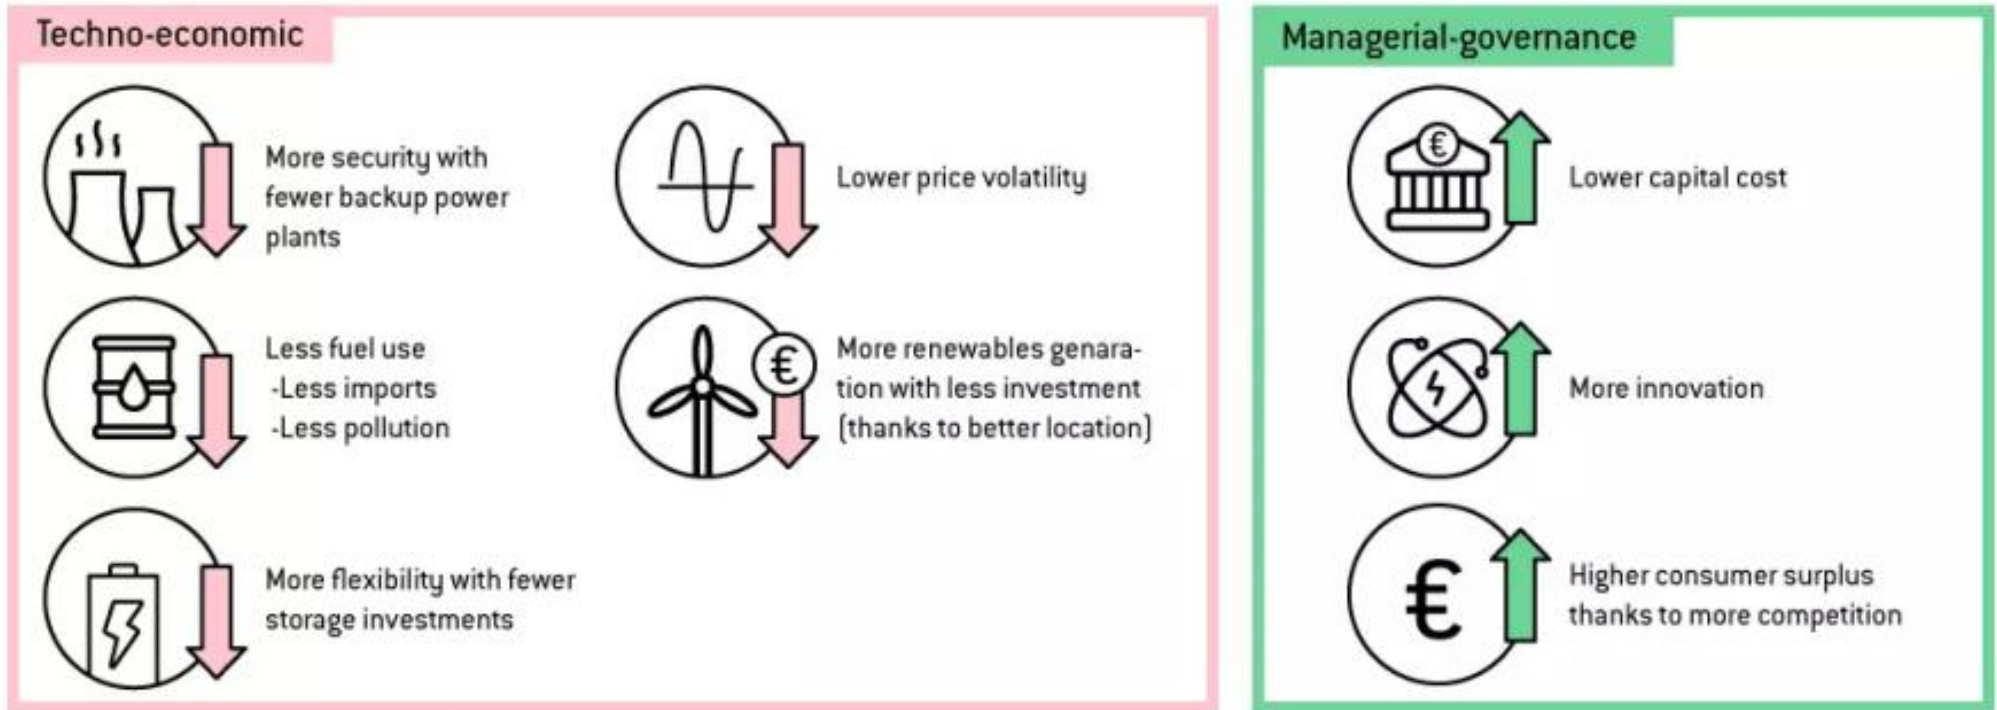 Techno-economic
More security with
fewer backup power
plants
Less fuel use
-Less imports
-Less pollution
More flexibility with fewer
storage investments
Lower price volatility
€
More renewables genara-
tion with less investment
(thanks to better location)
Managerial-governance
€
Lower capital cost
More innovation
€
Higher consumer surplus
thanks to more competition